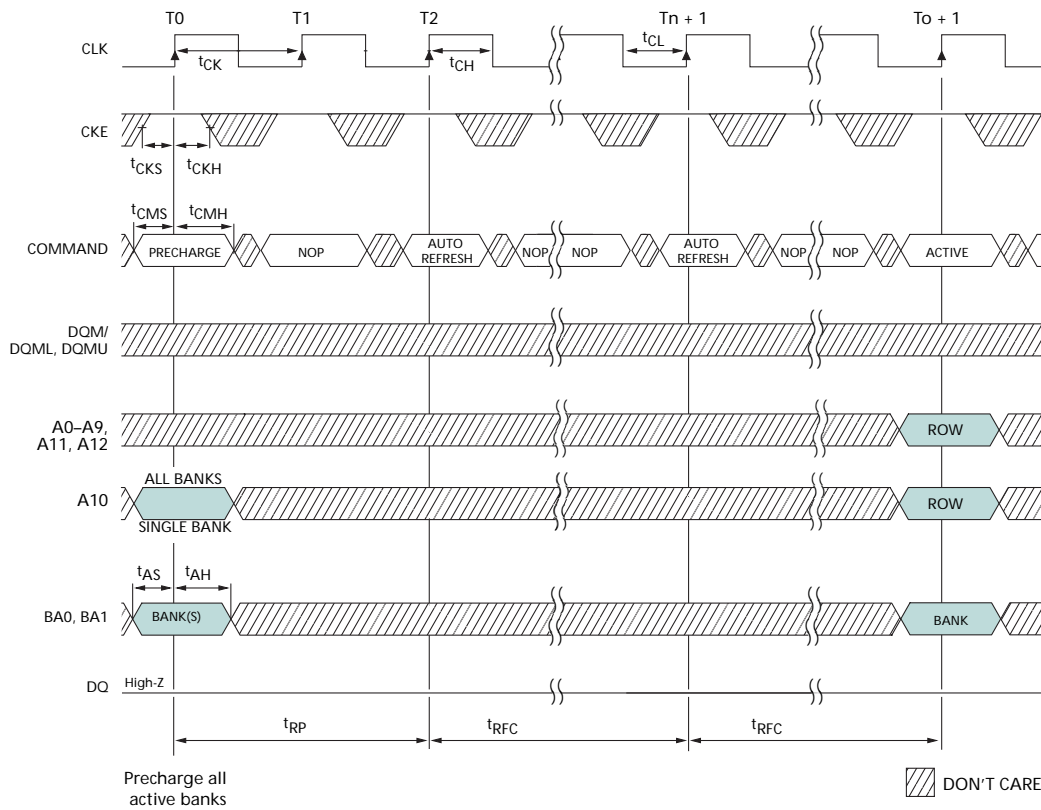 T0 T1 T2 Tn + 1 To + 1
CLK
tCK tCH tCL
CKE
tCKS tCKH
tCMS tCMH
COMMAND PRECHARGE NOP AUTO REFRESH NOP NOP AUTO REFRESH NOP NOP ACTIVE
DQM/
DQML, DQMU
A0–A9,
A11, A12 ROW
ALL BANKS
A10 ROW
SINGLE BANK
tAS tAH
BA0, BA1 BANK(S) BANK
DQ High-Z
tRP tRFC tRFC
Precharge all
active banks
DON'T CARE